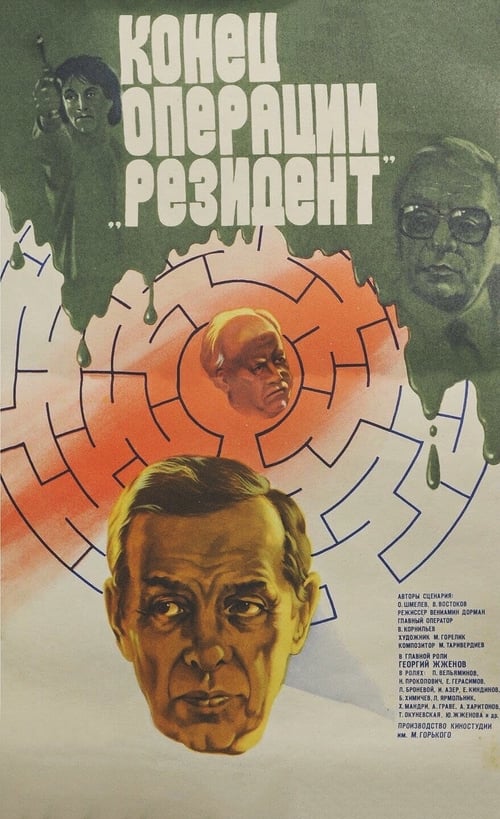 КОНЕЦ
ОПЕРАЦИИ
„РЕЗИДЕНТ"
АВТОРЫ СЦЕНАРИЯ:
О. ШМЕЛЕВ, В. ВОСТОКОВ
РЕЖИССЕР ВЕНИАМИН ДОРМАН
ГЛАВНЫЙ ОПЕРАТОР
В. КОРНИЛЬЕВ
ХУДОЖНИК М. ГОРЕЛИК
КОМПОЗИТОР М. ТАРИВЕРДИЕВ
В ГЛАВНОЙ РОЛИ
ГЕОРГИЙ ЖЖЕНОВ
В РОЛЯХ: П. ВЕЛЬЯМИНОВ,
Н. ПРОКОПОВИЧ, Е. ГЕРАСИМОВ,
Л. БРОНЕВОЙ, И. АЗЕР, Е. КИНДИНОВ,
Б. ХИМИЧЕВ, Л. ЯРМОЛЬНИК,
Х. МАНДРИ, А. ГРАВЕ, А. ХАРИТОНОВ,
Т. ОКУНЕВСКАЯ, Ю. ЖЖЕНОВА и др.
ПРОИЗВОДСТВО КИНОСТУДИИ
ИМ. М. ГОРЬКОГО